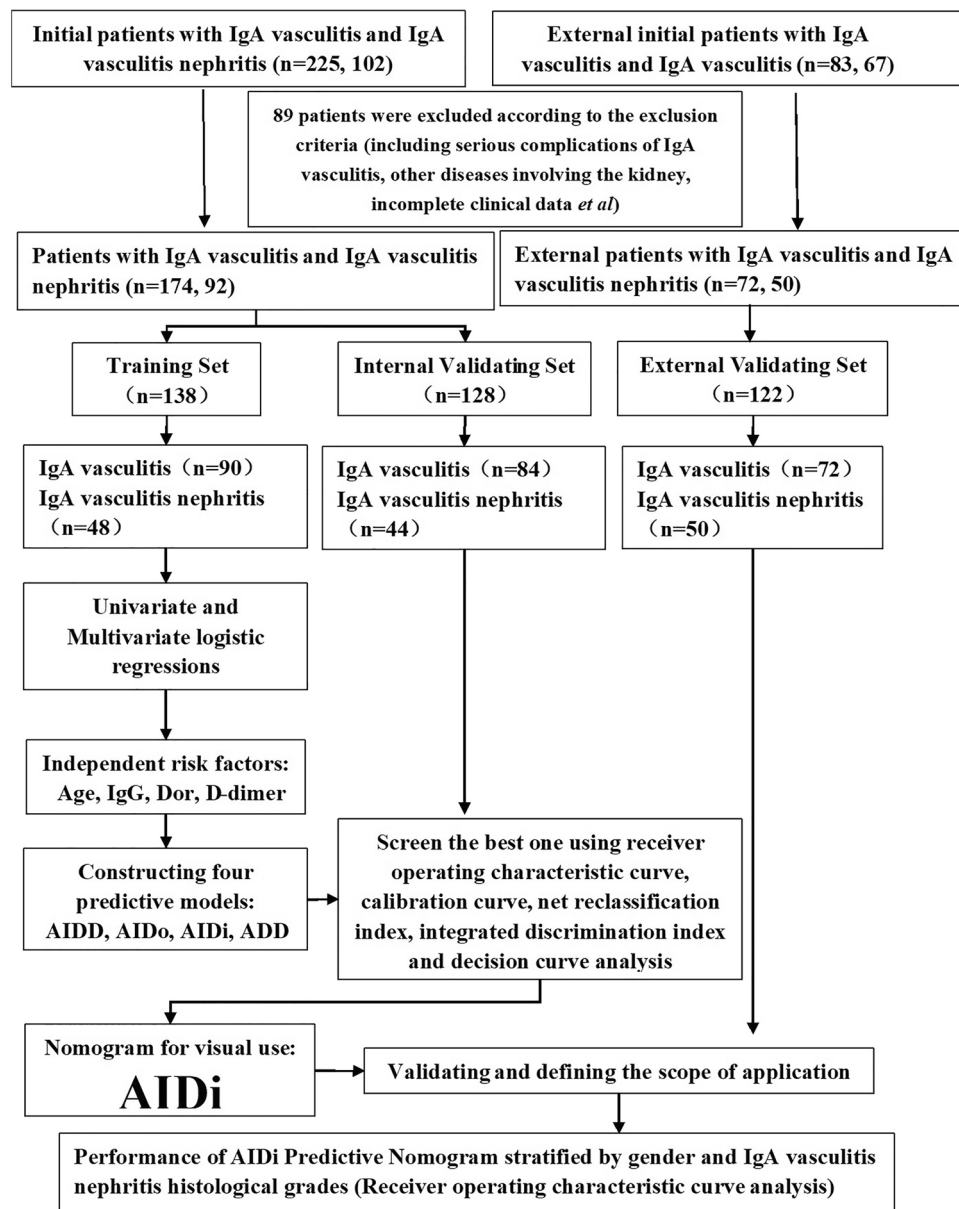 Initial patients with IgA vasculitis and IgA
vasculitis nephritis (n=225, 102)
External initial patients with IgA
vasculitis and IgA vasculitis (n=83, 67)
89 patients were excluded according to the exclusion
criteria (including serious complications of IgA
vasculitis, other diseases involving the kidney,
incomplete clinical data et al)
Patients with IgA vasculitis and IgA vasculitis
nephritis (n=174, 92)
External patients with IgA vasculitis and IgA
vasculitis nephritis (n=72, 50)
Training Set
（n=138）
Internal Validating Set
（n=128）
External Validating Set
（n=122）
IgA vasculitis（n=90）
IgA vasculitis nephritis
（n=48）
IgA vasculitis（n=84）
IgA vasculitis nephritis
（n=44）
IgA vasculitis（n=72）
IgA vasculitis nephritis
（n=50）
Univariate and
Multivariate logistic
regressions
Independent risk factors:
Age, IgG, Dor, D-dimer
Constructing four
predictive models:
AIDD, AIDo, AIDi, ADD
Screen the best one using receiver
operating characteristic curve,
calibration curve, net reclassification
index, integrated discrimination index
and decision curve analysis
Nomogram for visual use:
AIDi
Validating and defining the scope of application
Performance of AIDi Predictive Nomogram stratified by gender and IgA vasculitis
nephritis histological grades (Receiver operating characteristic curve analysis)